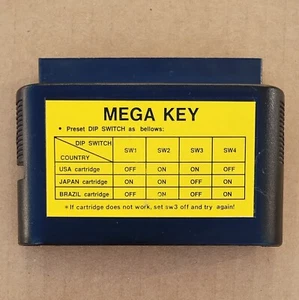 MEGA KEY
• Preset DIP SWITCH as bellows:
DIP SWITCH SW1 SW2 SW3 SW4
COUNTRY
USA cartridge OFF ON ON OFF
JAPAN cartridge OFF ON ON ON
BRAZIL cartridge ON ON ON OFF
* If cartridge does not work, set sw3 off and try again!